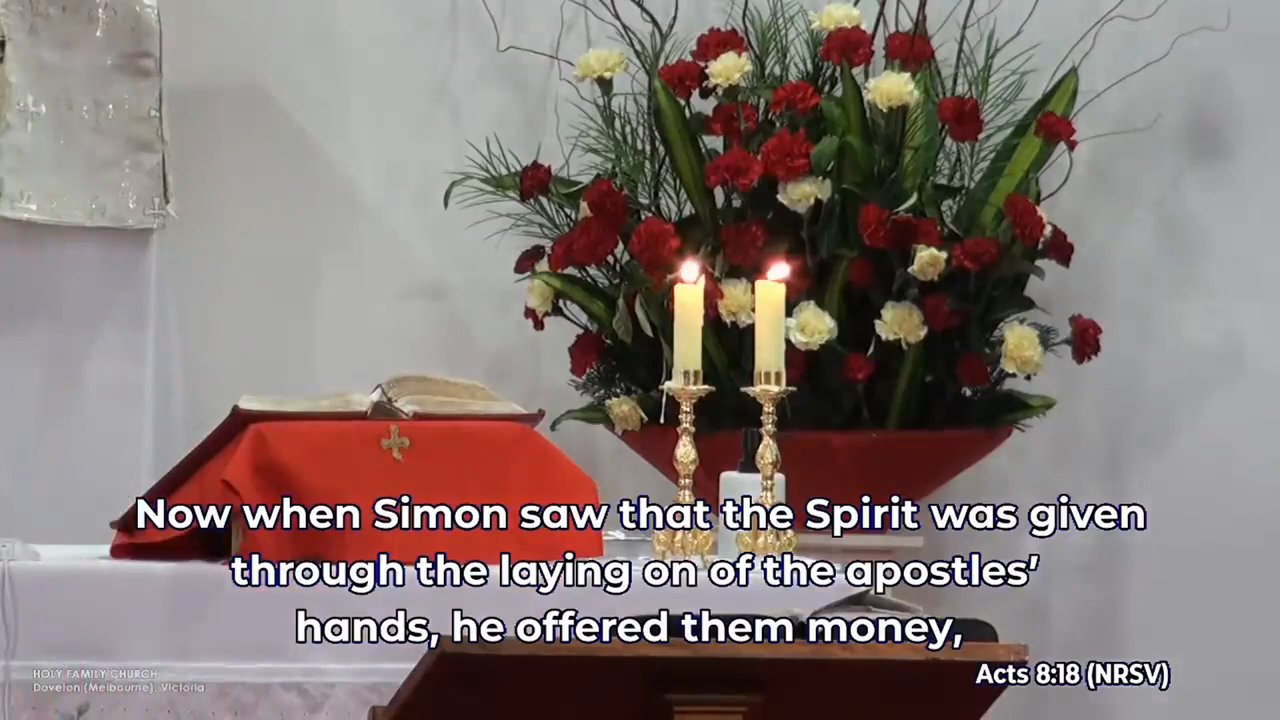 Now when Simon saw that the Spirit was given
through the laying on of the apostles’
hands, he offered them money,
Acts 8:18 (NRSV)
HOLY FAMILY CHURCH
Doveton (Melbourne), Victoria